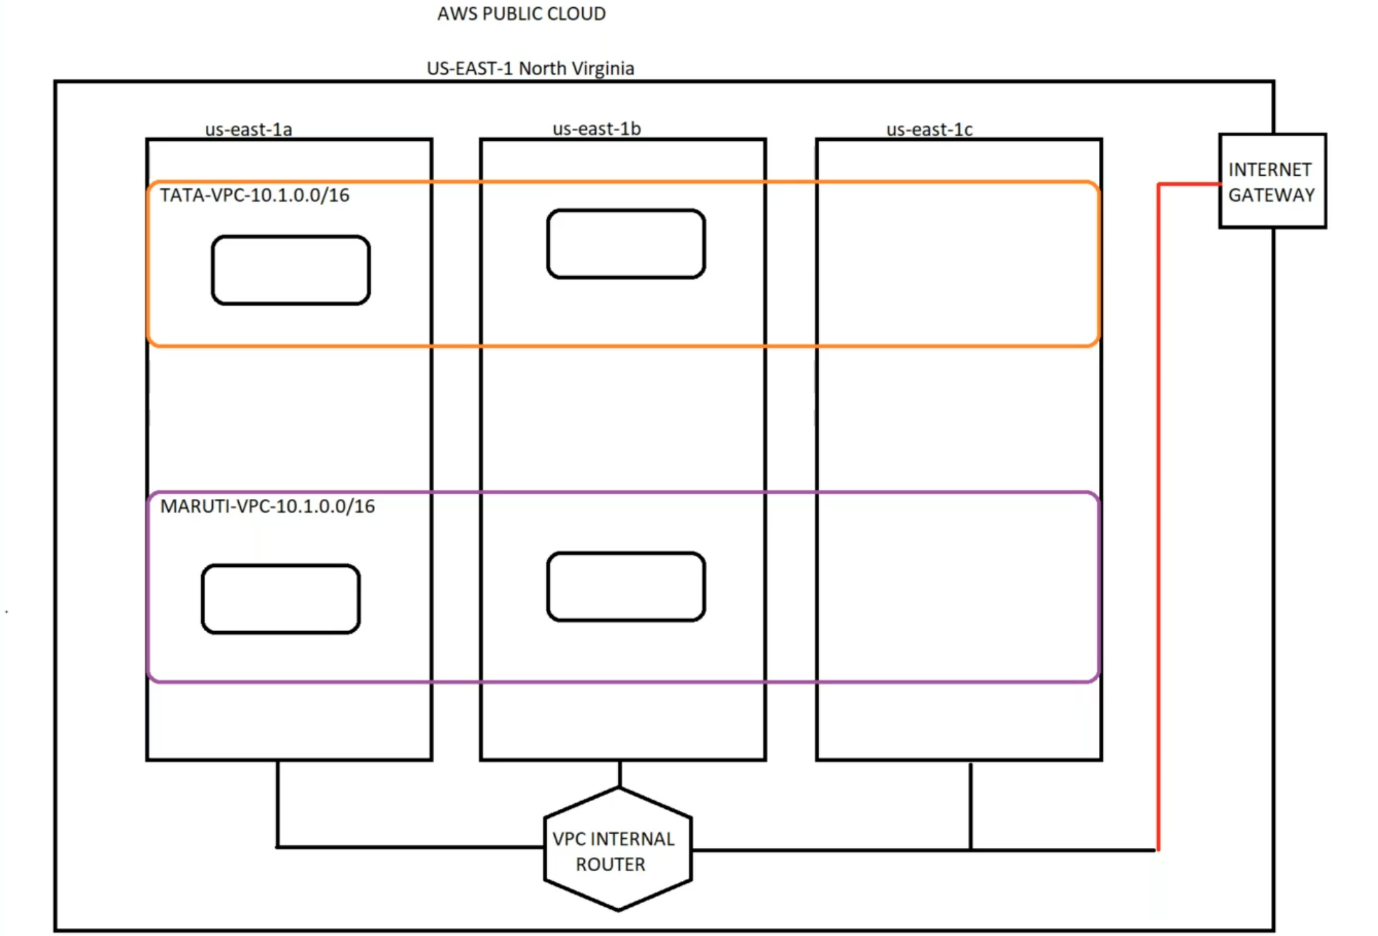 AWS PUBLIC CLOUD
US-EAST-1 North Virginia
us-east-1a
us-east-1b
us-east-1c
INTERNET
GATEWAY
TATA-VPC-10.1.0.0/16
MARUTI-VPC-10.1.0.0/16
VPC INTERNAL
ROUTER